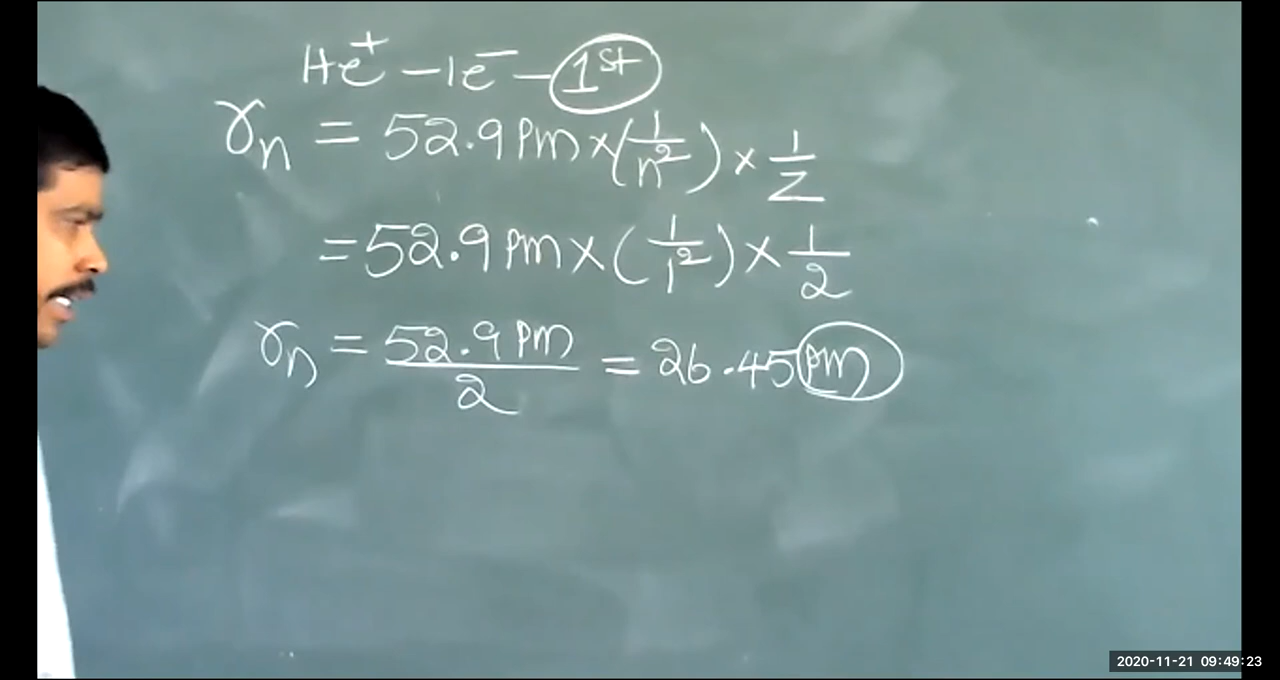 He⁺ – 1e⁻ – 1st
rn = 52.9 pm × (1/n²) × 1/Z
= 52.9 pm × (1/1²) × 1/2
rn = 52.9 pm/2 = 26.45 pm
2020-11-21 09:49:23